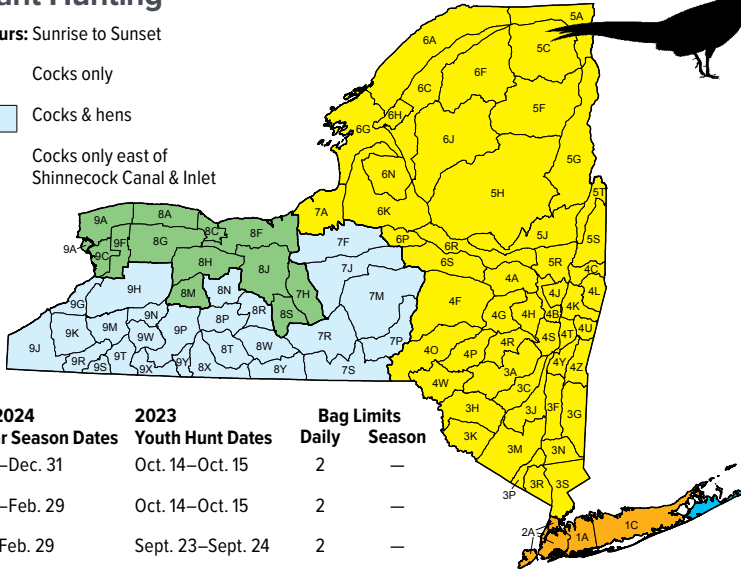 unt Hunting
urs: Sunrise to Sunset
Cocks only
Cocks & hens
Cocks only east of
Shinnecock Canal & Inlet
5A
6A
5C
6F
6C
5F
6H
6G
6J
5G
6N
5H
5T
7A
6K
9A
8A
8C
8F
7F
6P
6R
5J
5S
9A
9F
8G
9C
6S
5R
4C
8H
8J
7J
4A
9H
8M
8N
7H
7M
4F
4J
4K
4L
9G
9N
8P
8R
8S
4G
4H
4B
9K
9M
9W
9P
7R
7P
4R
4S
4T
4U
9J
9R
9S
9T
9X
9Y
8X
8T
8W
8Y
7S
4O
4P
4Y
4Z
4W
3A
3C
3H
3J
3F
3G
3K
3M
3N
3P
3R
3S
2A
1A
1C
2024
2023
Bag Limits
r Season Dates
Youth Hunt Dates
Daily
Season
–Dec. 31
Oct. 14–Oct. 15
2
—
–Feb. 29
Oct. 14–Oct. 15
2
—
Feb. 29
Sept. 23–Sept. 24
2
—